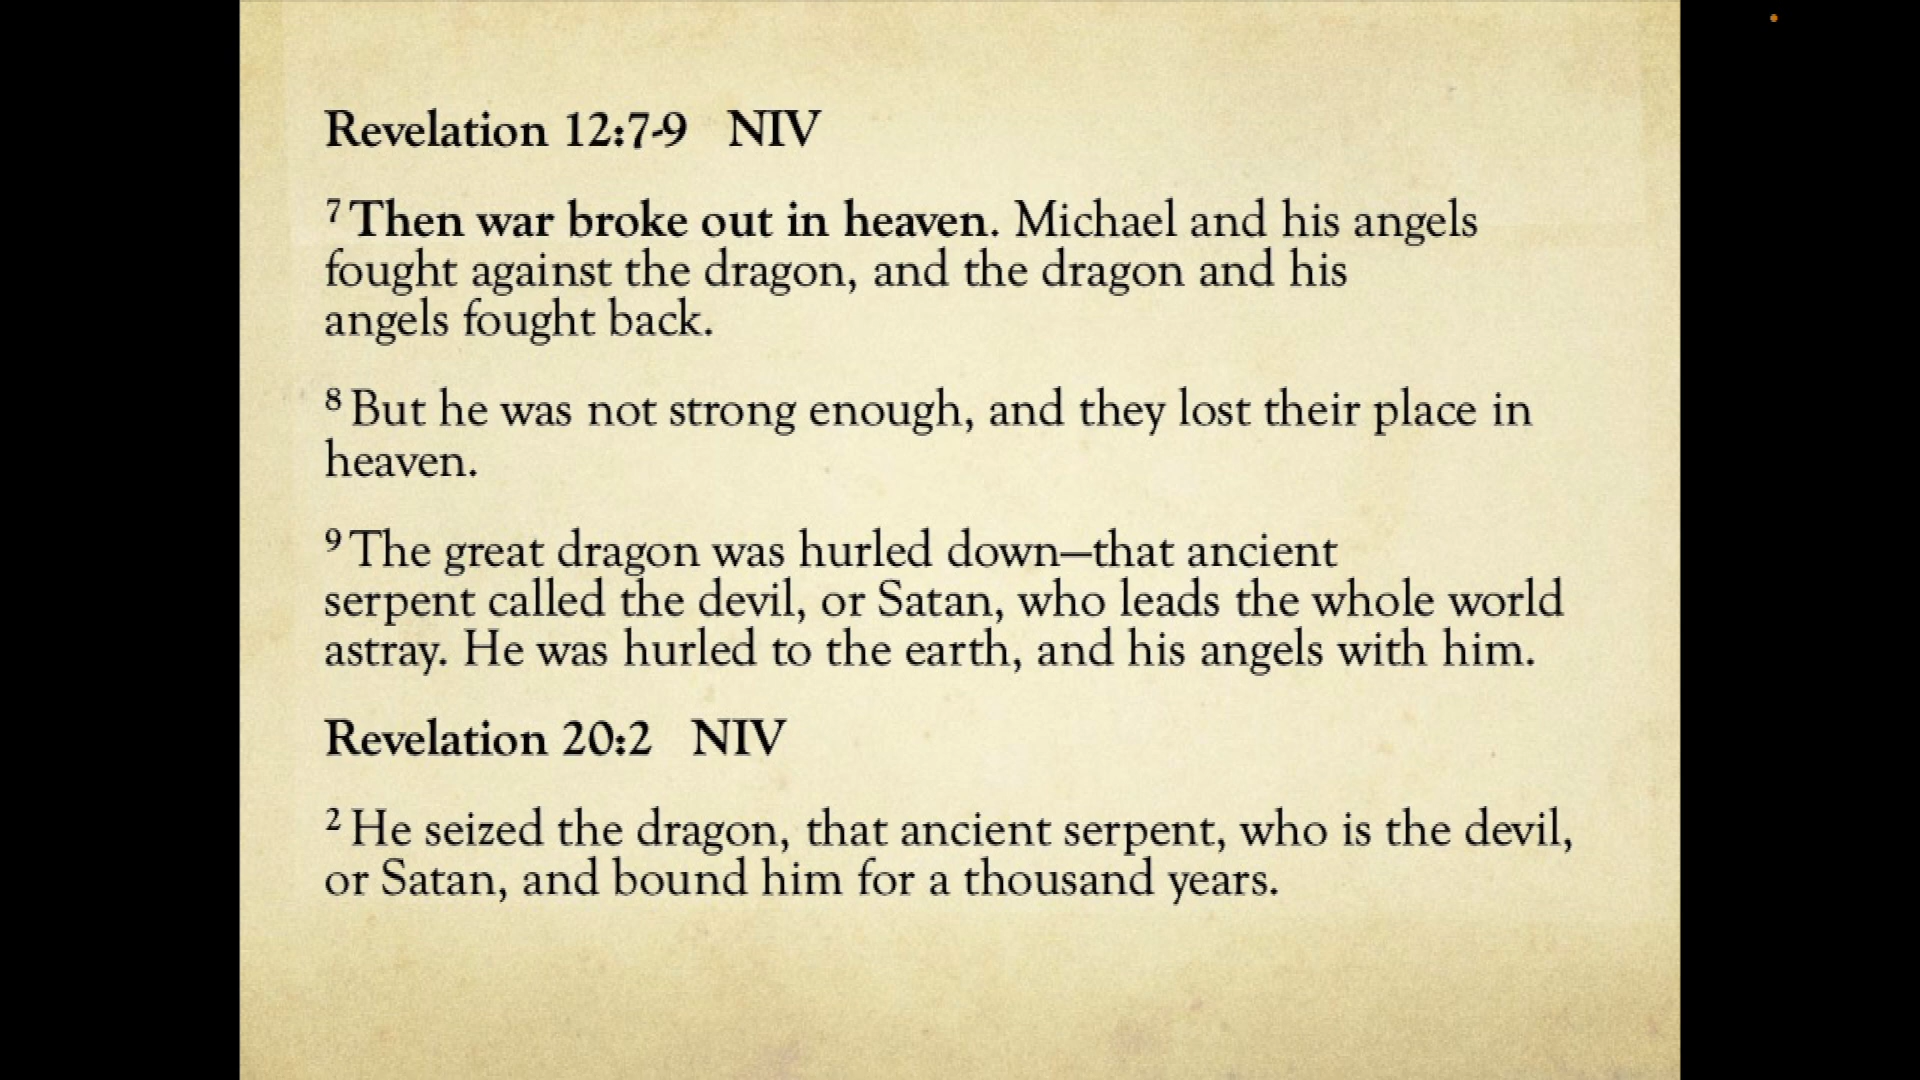 Revelation 12:7-9 NIV
7 Then war broke out in heaven. Michael and his angels
fought against the dragon, and the dragon and his
angels fought back.
8 But he was not strong enough, and they lost their place in
heaven.
9 The great dragon was hurled down—that ancient
serpent called the devil, or Satan, who leads the whole world
astray. He was hurled to the earth, and his angels with him.
Revelation 20:2 NIV
2 He seized the dragon, that ancient serpent, who is the devil,
or Satan, and bound him for a thousand years.